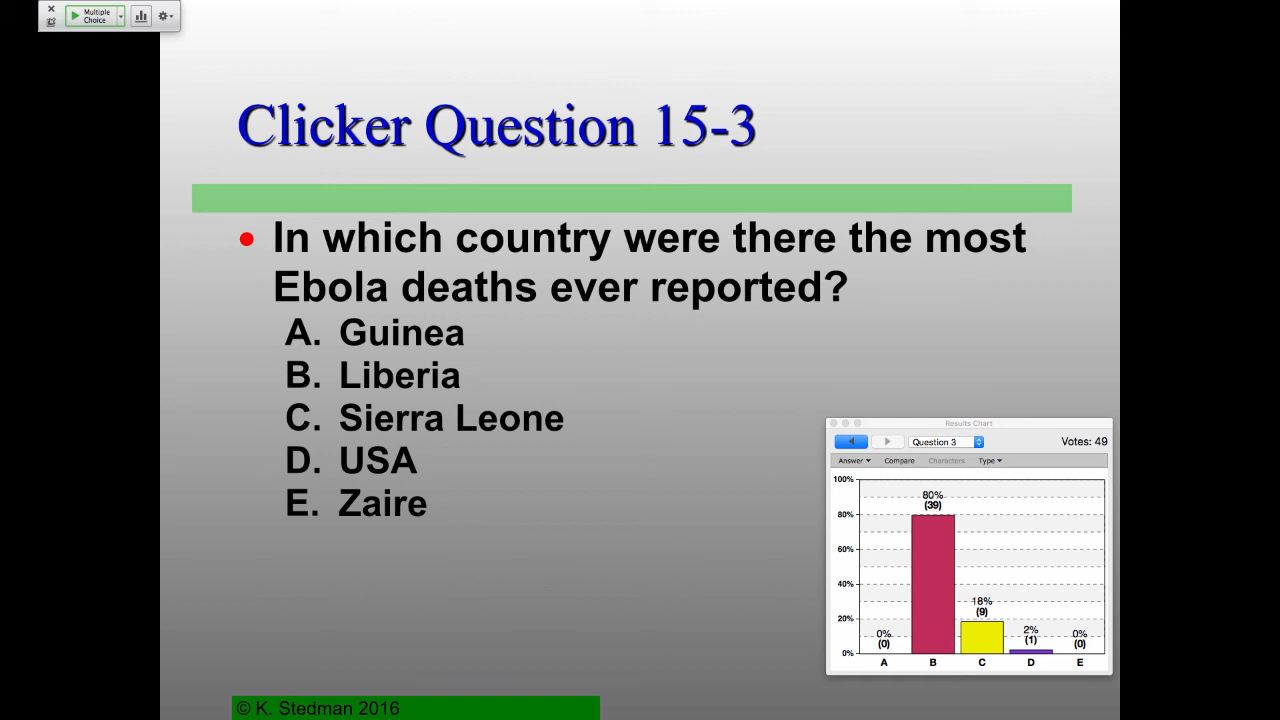 Multiple
Choice
Clicker Question 15-3
• In which country were there the most
Ebola deaths ever reported?
A. Guinea
B. Liberia
C. Sierra Leone
D. USA
E. Zaire
Results Chart
Question 3
Votes: 49
Answer Compare Characters Type
100%
80%
60%
40%
20%
0%
0%
(0)
80%
(39)
18%
(9)
2%
(1)
0%
(0)
A B C D E
© K. Stedman 2016